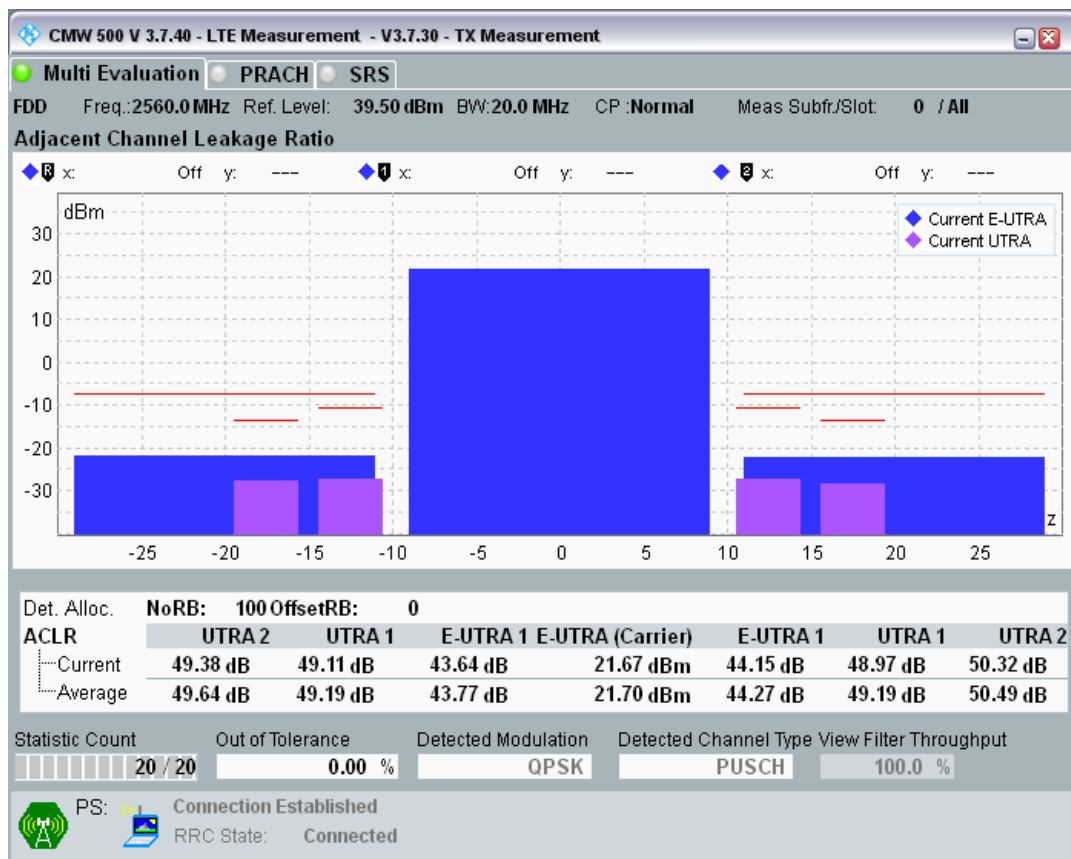 CMW 500 V 3.7.40 - LTE Measurement - V3.7.30 - TX Measurement
Multi Evaluation PRACH SRS
FDD Freq.:2560.0 MHz Ref. Level: 39.50 dBm BW:20.0 MHz CP :Normal Meas Subfr./Slot: 0 / All
Adjacent Channel Leakage Ratio
R x: Off y: --- 1 x: Off y: --- 2 x: Off y: ---
dBm
Current E-UTRA
Current UTRA
30
20
10
0
-10
-20
-30
z
-25 -20 -15 -10 -5 0 5 10 15 20 25
Det. Alloc. NoRB: 100 OffsetRB: 0
ACLR UTRA 2 UTRA 1 E-UTRA 1 E-UTRA (Carrier) E-UTRA 1 UTRA 1 UTRA 2
Current 49.38 dB 49.11 dB 43.64 dB 21.67 dBm 44.15 dB 48.97 dB 50.32 dB
Average 49.64 dB 49.19 dB 43.77 dB 21.70 dBm 44.27 dB 49.19 dB 50.49 dB
Statistic Count Out of Tolerance Detected Modulation Detected Channel Type View Filter Throughput
20 / 20 0.00 % QPSK PUSCH 100.0 %
PS: Connection Established
RRC State: Connected